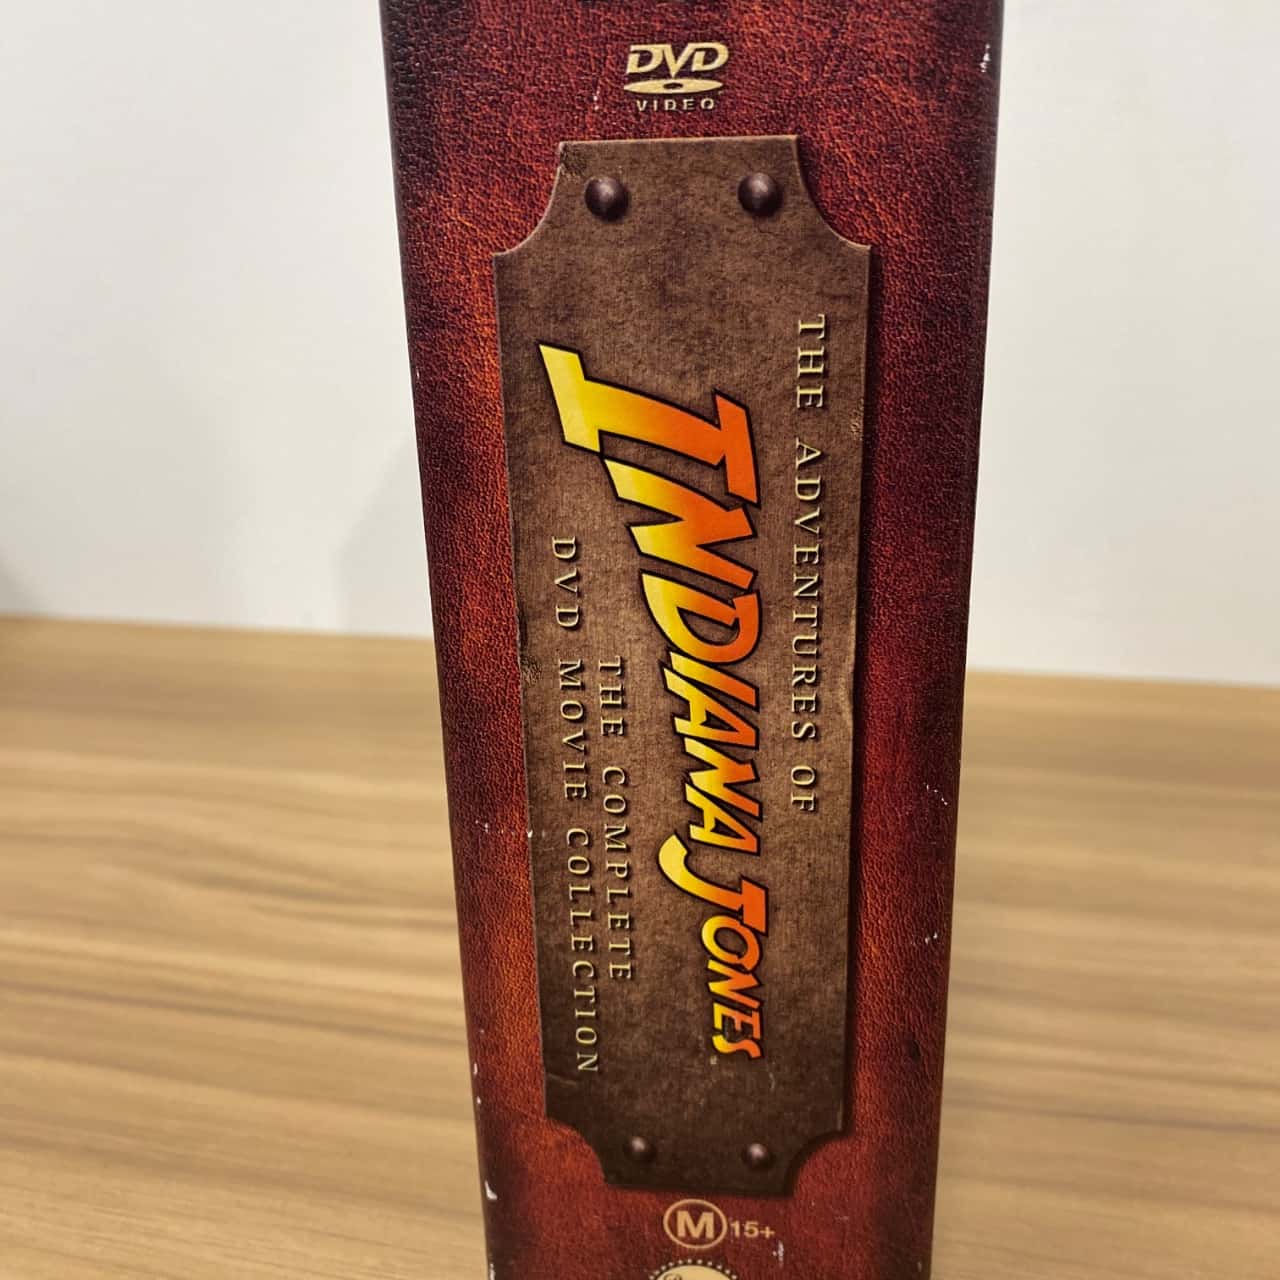 DVD
VIDEO
THE ADVENTURES OF
INDIANA JONES
THE COMPLETE
DVD MOVIE COLLECTION
M 15+